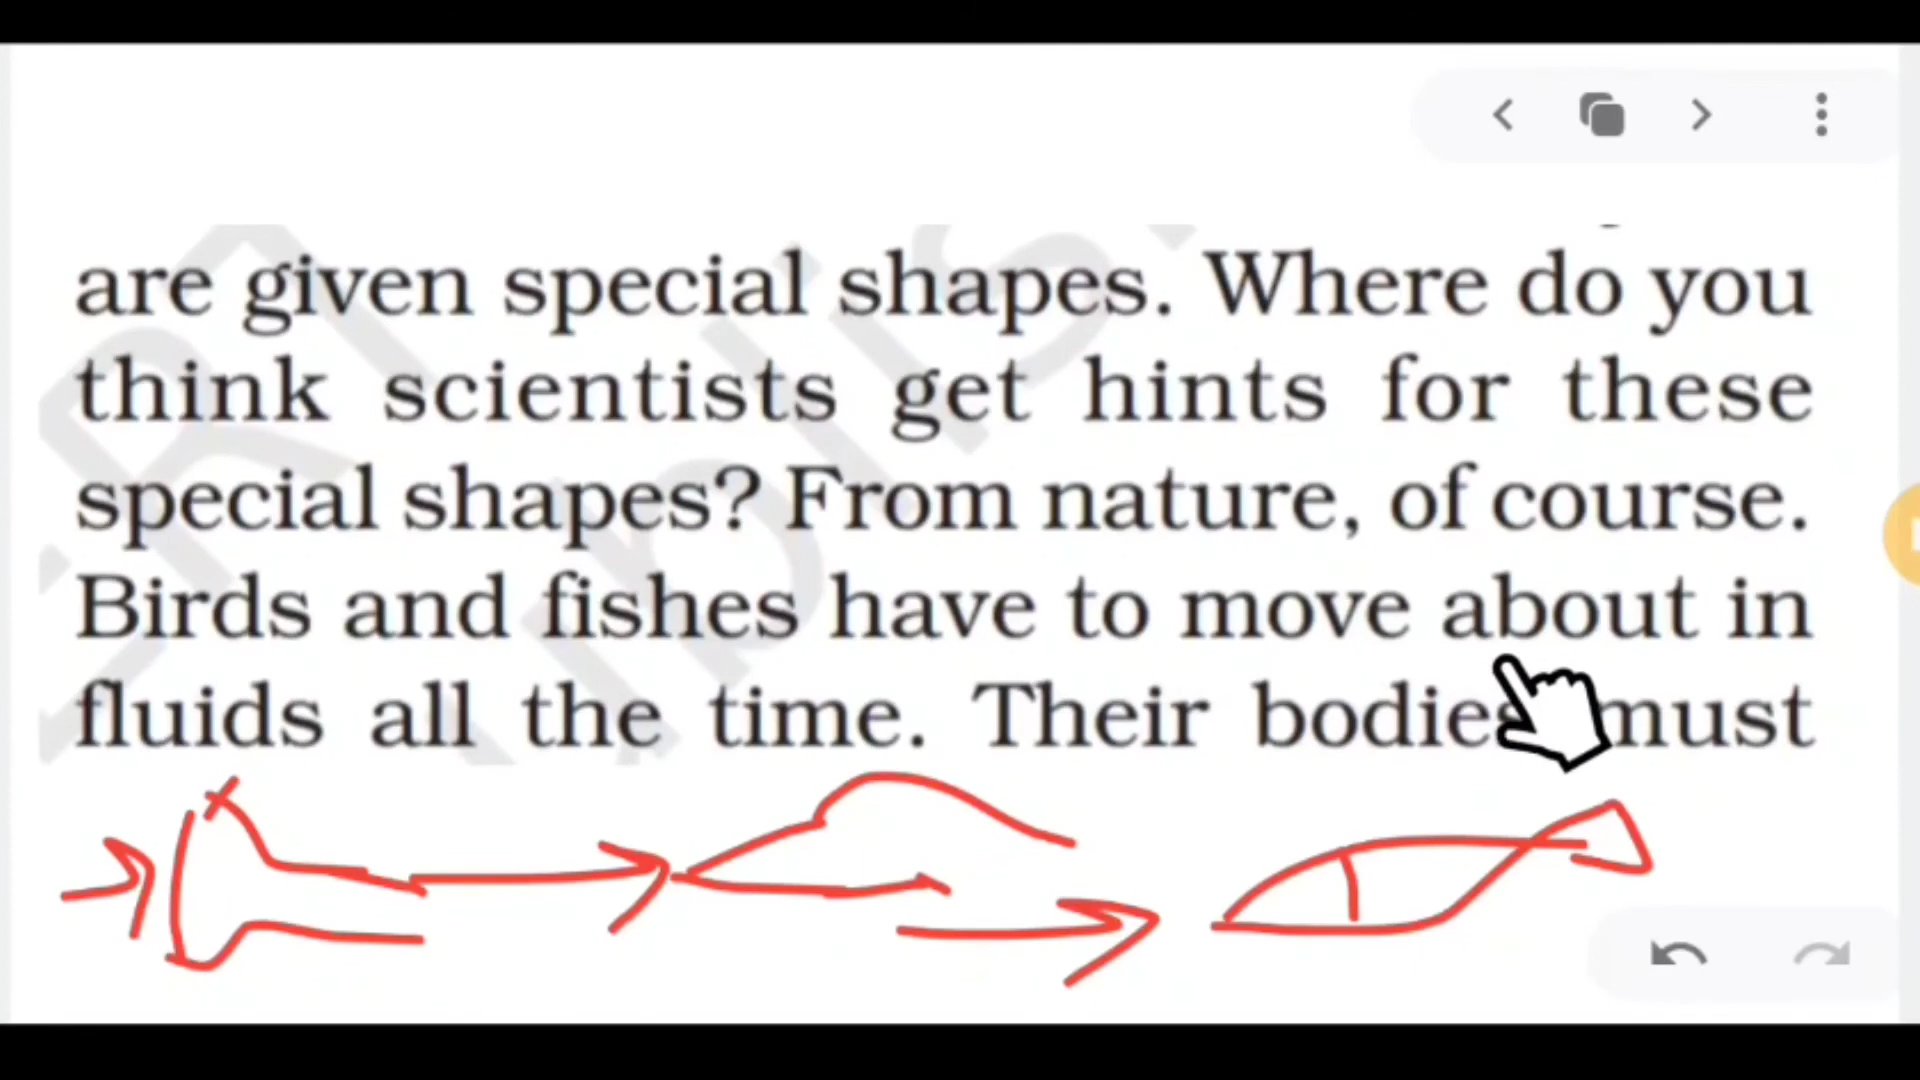 are given special shapes. Where do you
think scientists get hints for these
special shapes? From nature, of course.
Birds and fishes have to move about in
fluids all the time. Their bodies must